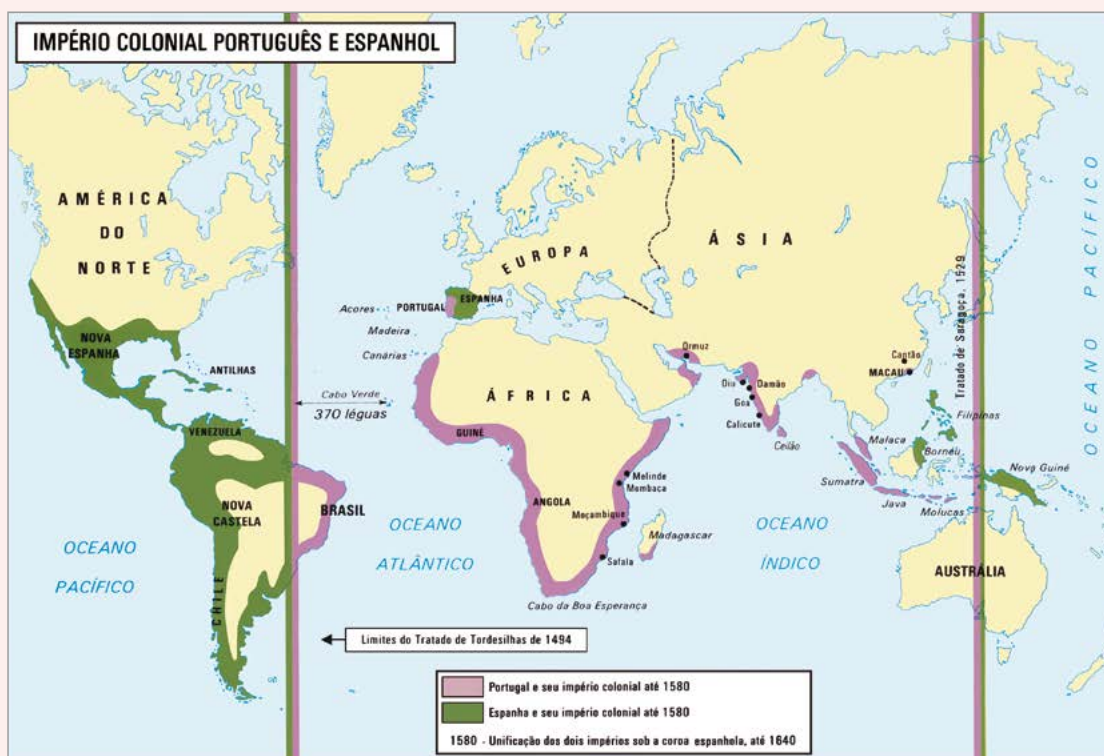 IMPÉRIO COLONIAL PORTUGUÊS E ESPANHOL
AMÉRICA
DO
NORTE
NOVA
ESPANHA
ANTILHAS
VENEZUELA
NOVA
CASTELA
BRASIL
CHILE
OCEANO
PACÍFICO
EUROPA
PORTUGAL
ESPANHA
Acores
Madeira
Canárias
Cabo Verde
370 léguas
ÁFRICA
GUINÉ
ANGOLA
Melinde
Mombaca
Moçambique
Safala
Madagascar
Cabo da Boa Esperança
OCEANO
ATLÂNTICO
ÁSIA
Ormuz
Diu
Damão
Goa
Calicute
Ceilão
Cantão
MACAU
Filipinas
Malaca
Bornéu
Sumatra
Java
Molucas
Nova Guiné
OCEANO
ÍNDICO
AUSTRÁLIA
Tratado de Saragoça, 1529
OCEANO PACÍFICO
Limites do Tratado de Tordesilhas de 1494
Portugal e seu império colonial até 1580
Espanha e seu império colonial até 1580
1580 - Unificação dos dois impérios sob a coroa espanhola, até 1640